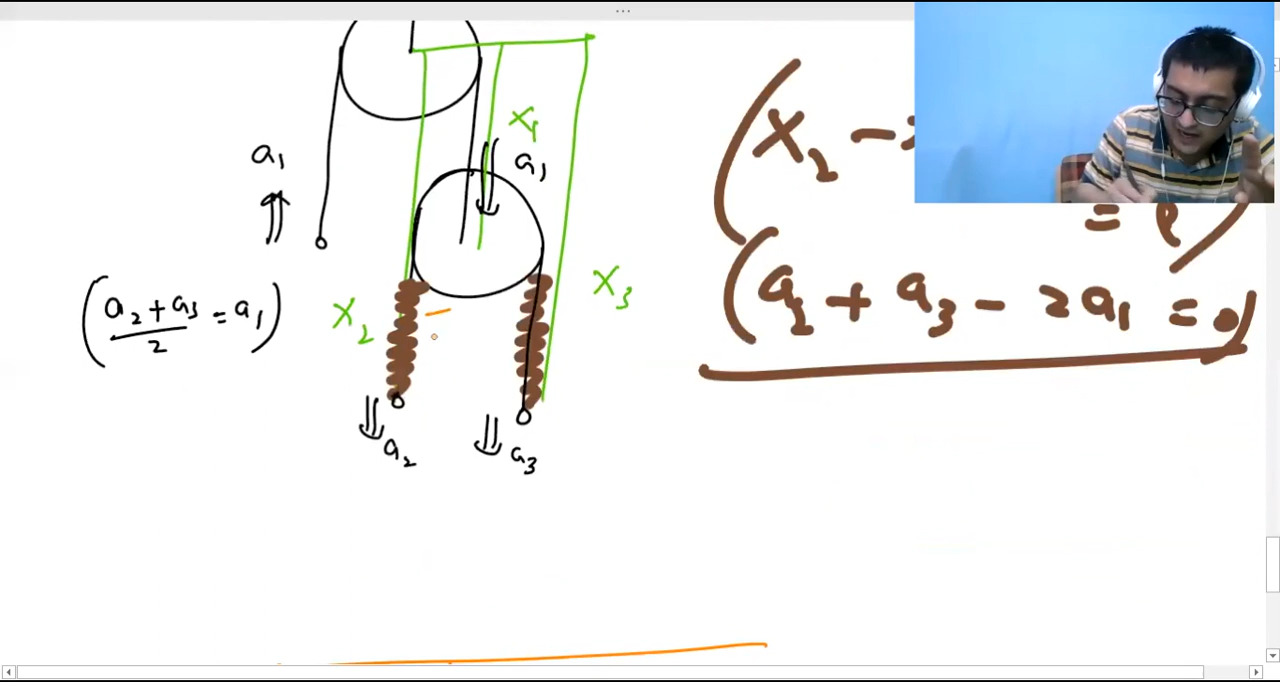 x₁
a₁
a₁
(a₂ + a₃ / 2 = a₁)
x₂
x₃
a₂
a₃
(x₂ −
= l)
(a₂ + a₃ − 2a₁ = 0)